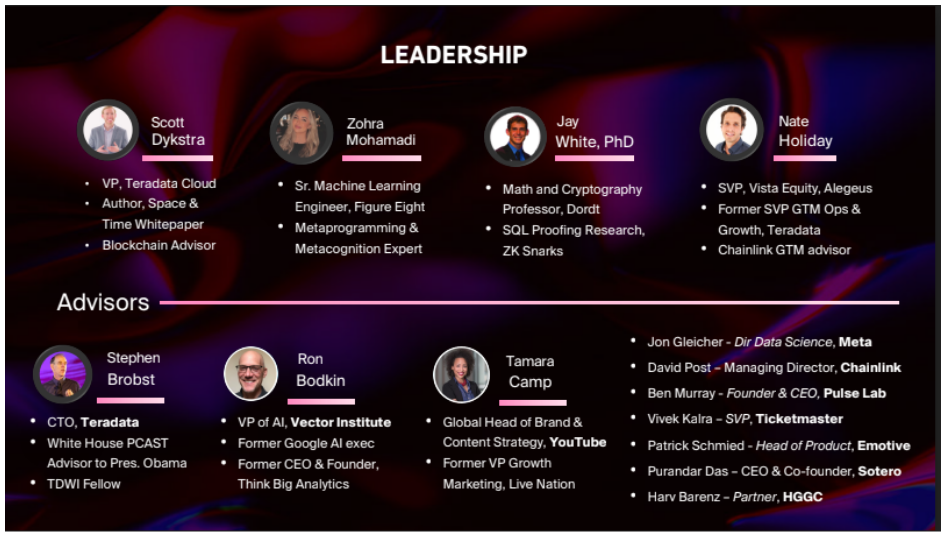 LEADERSHIP
Scott
Dykstra
• VP, Teradata Cloud
• Author, Space &
Time Whitepaper
• Blockchain Advisor
Zohra
Mohamadi
• Sr. Machine Learning
Engineer, Figure Eight
• Metaprogramming &
Metacognition Expert
Jay
White, PhD
• Math and Cryptography
Professor, Dordt
• SQL Proofing Research,
ZK Snarks
Nate
Holiday
• SVP, Vista Equity, Alegeus
• Former SVP GTM Ops &
Growth, Teradata
• Chainlink GTM advisor
Advisors
Stephen
Brobst
• CTO, Teradata
• White House PCAST
Advisor to Pres. Obama
• TDWI Fellow
Ron
Bodkin
• VP of AI, Vector Institute
• Former Google AI exec
• Former CEO & Founder,
Think Big Analytics
Tamara
Camp
• Global Head of Brand &
Content Strategy, YouTube
• Former VP Growth
Marketing, Live Nation
• Jon Gleicher - Dir Data Science, Meta
• David Post – Managing Director, Chainlink
• Ben Murray - Founder & CEO, Pulse Lab
• Vivek Kalra - SVP, Ticketmaster
• Patrick Schmied - Head of Product, Emotive
• Purandar Das – CEO & Co-founder, Sotero
• Harv Barenz – Partner, HGGC